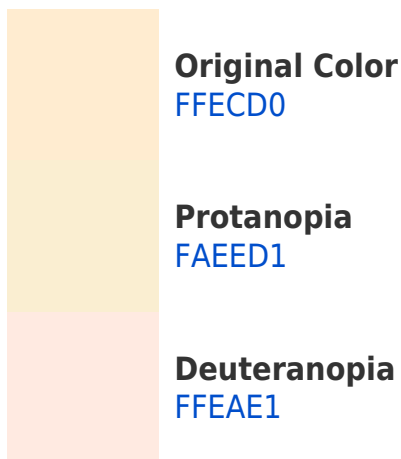 Original Color
FFECD0
Protanopia
FAEED1
Deuteranopia
FFEAE1